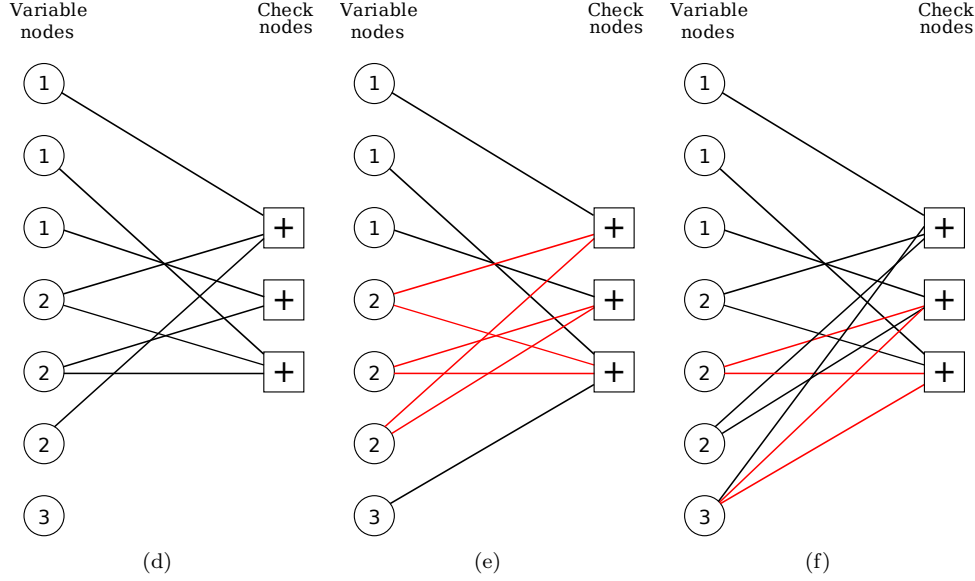 Variable
nodes
Check
nodes
1
1
1
2
2
2
3
+
+
+
(d)
Variable
nodes
Check
nodes
1
1
1
2
2
2
3
+
+
+
(e)
Variable
nodes
Check
nodes
1
1
1
2
2
2
3
+
+
+
(f)